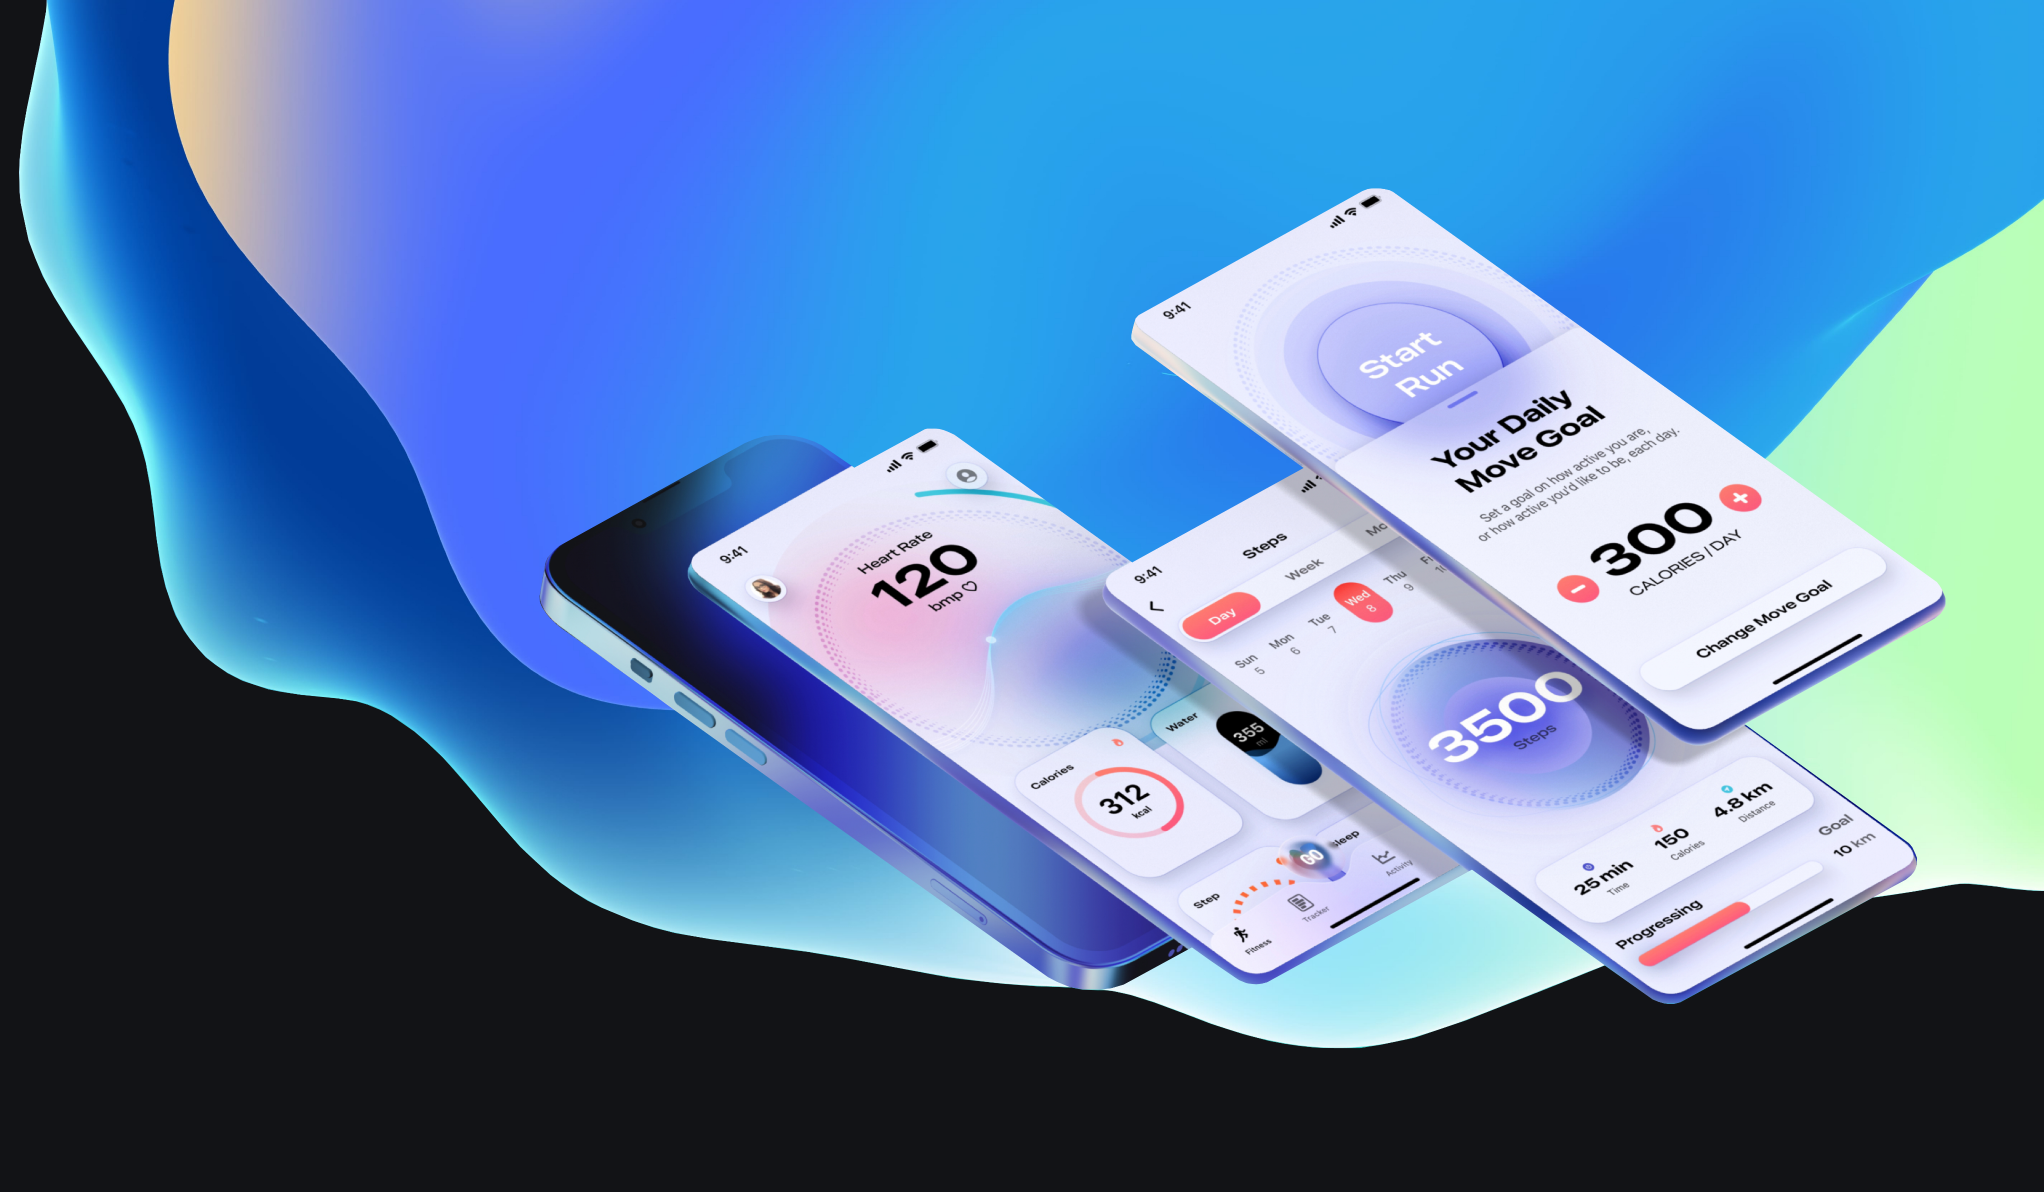 9:41
Heart Rate
120
bmp
Calories
312
kcal
Water
355
ml
Step
GO
Sleep
Fitness
Tracker
Activity
9:41
Steps
Day
Week
Sun
5
Mon
6
Tue
7
Wed
8
Thu
9
3500
Steps
25 min
Time
150
Calories
4.8 km
Distance
Progressing
Goal
10 km
9:41
Start
Run
Your Daily
Move Goal
Set a goal on how active you are,
or how active you'd like to be, each day.
300
CALORIES / DAY
Change Move Goal